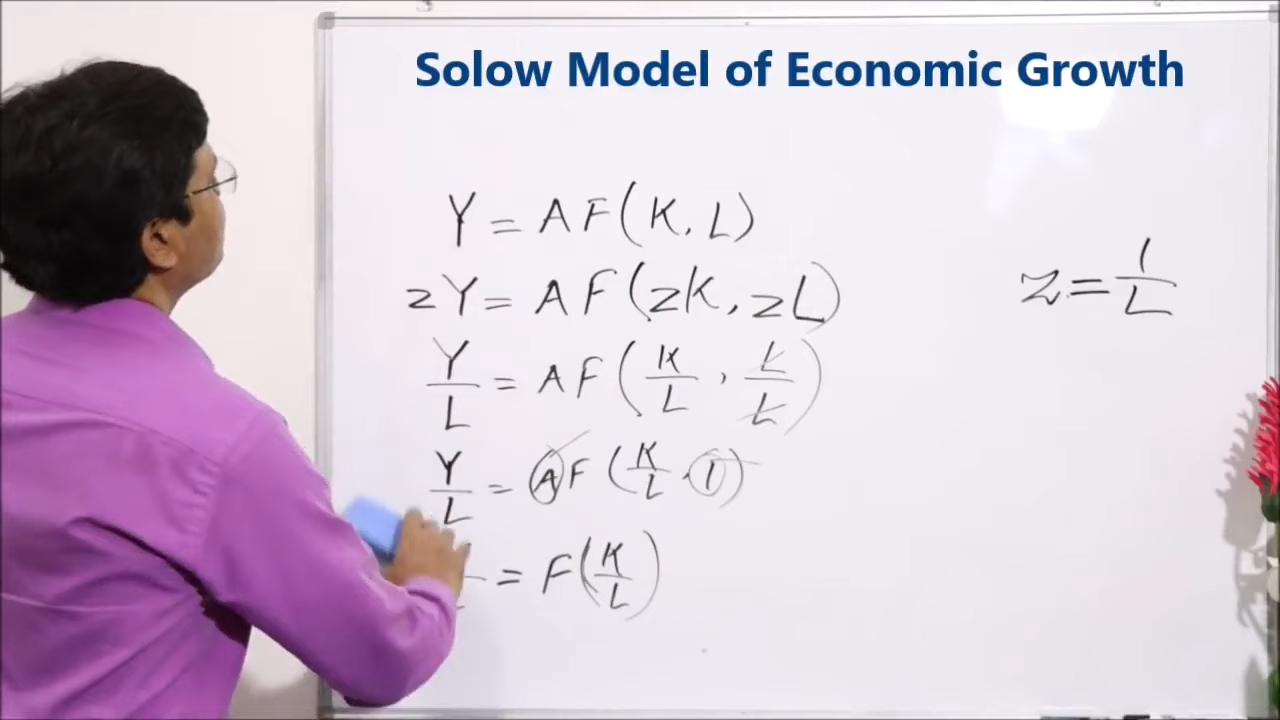 Solow Model of Economic Growth
Y = AF(K, L)
zY = AF(zK, zL)
z = 1/L
Y/L = AF(K/L, L/L)
Y/L = AF(K/L, 1)
= F(K/L)